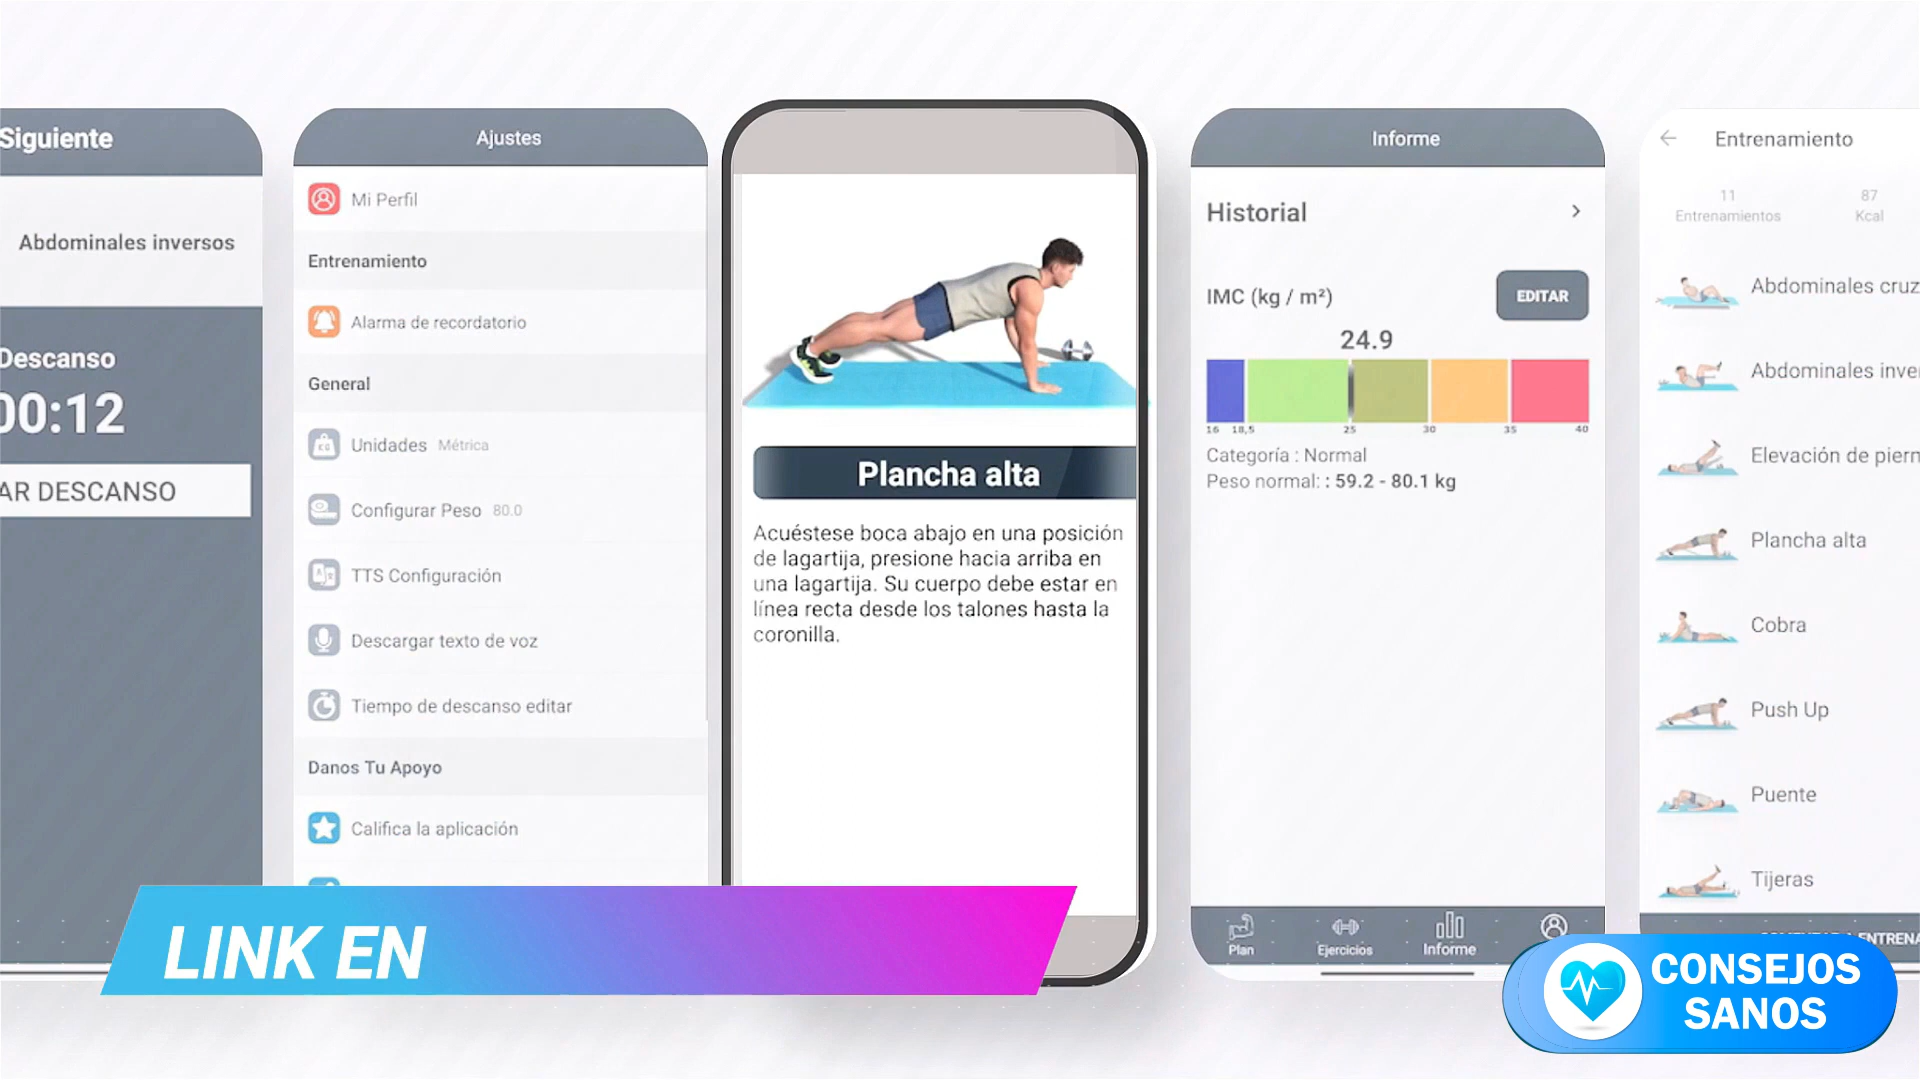 Siguiente
Abdominales inversos
Descanso
00:12
AR DESCANSO
Ajustes
Mi Perfil
Entrenamiento
Alarma de recordatorio
General
Unidades Métrica
Configurar Peso 80.0
TTS Configuración
Descargar texto de voz
Tiempo de descanso editar
Danos Tu Apoyo
Califica la aplicación
Plancha alta
Acuéstese boca abajo en una posición
de lagartija, presione hacia arriba en
una lagartija. Su cuerpo debe estar en
línea recta desde los talones hasta la
coronilla.
Informe
Historial
IMC (kg / m²)
EDITAR
24.9
16 18,5 25 30 35 40
Categoría : Normal
Peso normal: : 59.2 - 80.1 kg
Plan Ejercicios Informe
Entrenamiento
11 87
Entrenamientos Kcal
Abdominales cruz
Abdominales inve
Elevación de piern
Plancha alta
Cobra
Push Up
Puente
Tijeras
ENTRENA
LINK EN
CONSEJOS
SANOS